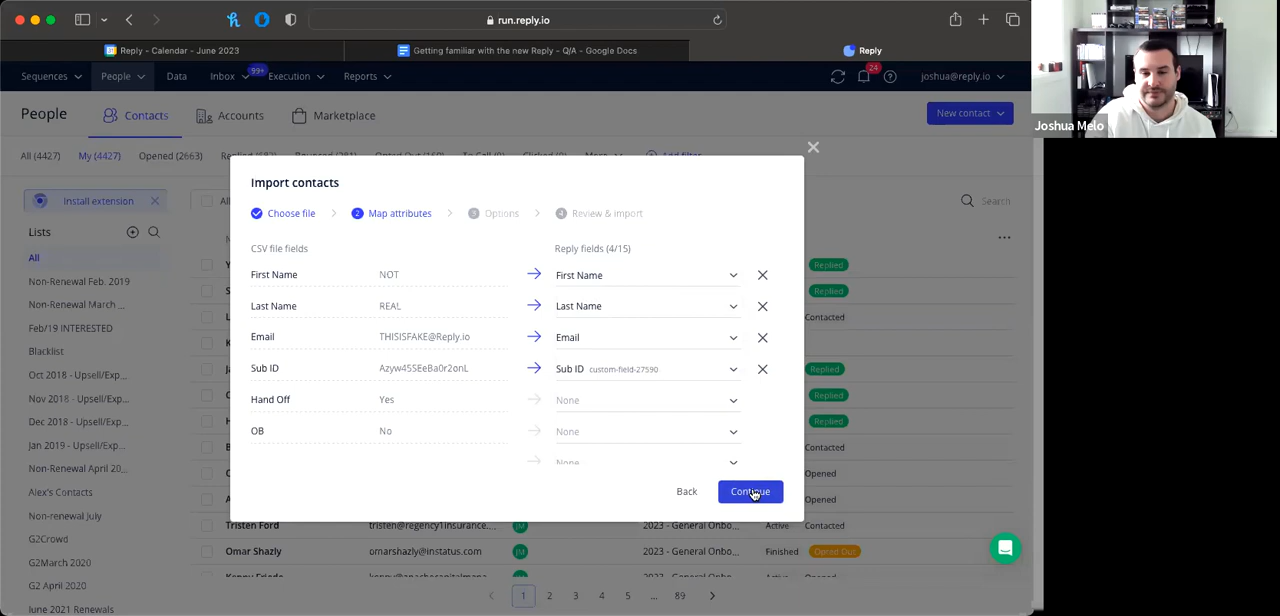 run.reply.io
Reply - Calendar - June 2023
Getting familiar with the new Reply - Q/A - Google Docs
Reply
Sequences
People
Data
Inbox
99+
Execution
Reports
24
joshua@reply.io
Joshua Melo
People
Contacts
Accounts
Marketplace
New contact
All (4427)
My (4427)
Opened (2663)
Add filter
Install extension
Search
Lists
All
Non-Renewal Feb. 2019
Non-Renewal March ...
Feb/19 INTERESTED
Blacklist
Oct 2018 - Upsell/Exp...
Nov 2018 - Upsell/Exp...
Dec 2018 - Upsell/Exp...
Jan 2019 - Upsell/Exp...
Non-Renewal April 20...
Alex's Contacts
Non-renewal July
G2Crowd
G2March 2020
G2 April 2020
June 2021 Renewals
Import contacts
Choose file
2 Map attributes
3 Options
4 Review & import
CSV file fields
Reply fields (4/15)
First Name NOT First Name
Last Name REAL Last Name
Email THISISFAKE@Reply.io Email
Sub ID Azyw45SEeBa0r2onL Sub ID custom-field-27590
Hand Off Yes None
OB No None
None
Back
Continue
Replied
Replied
Contacted
Replied
Replied
Replied
Contacted
Opened
Opened
Tristen Ford tristen@regency1insurance.... JM 2023 - General Onbo... Active Contacted
Omar Shazly omarshazly@instatus.com JM 2023 - General Onbo... Finished Opted Out
1 2 3 4 5 ... 89